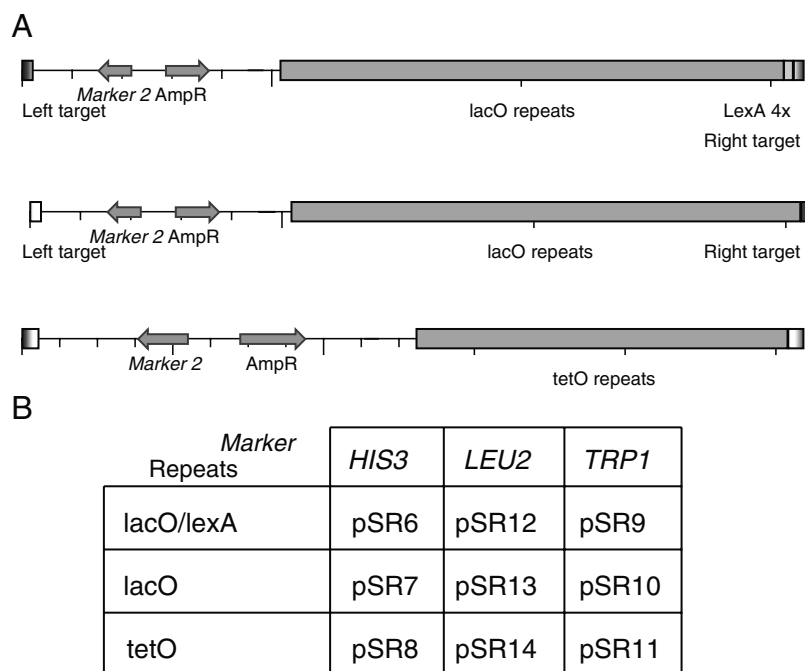 A
Marker 2 AmpR
Left target
lacO repeats
LexA 4x
Right target
Marker 2 AmpR
Left target
lacO repeats
Right target
Marker 2
AmpR
tetO repeats
B
Marker
Repeats
HIS3 LEU2 TRP1
lacO/lexA pSR6 pSR12 pSR9
lacO pSR7 pSR13 pSR10
tetO pSR8 pSR14 pSR11